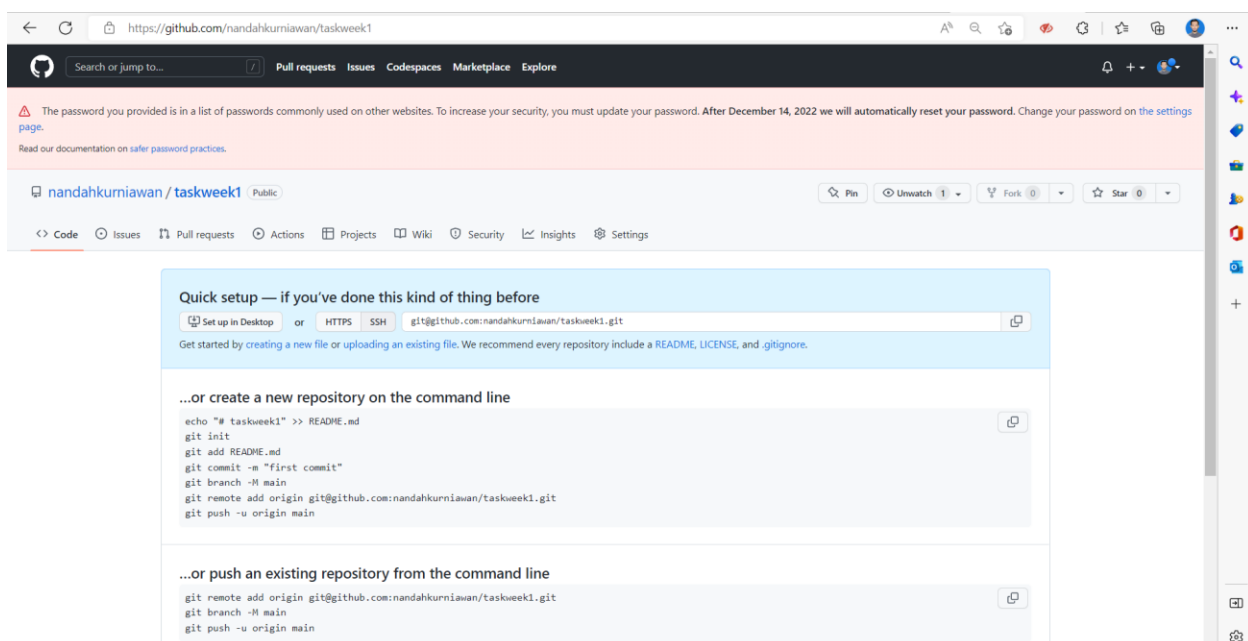 https://github.com/nandahkurniawan/taskweek1
Search or jump to... /
Pull requests Issues Codespaces Marketplace Explore
The password you provided is in a list of passwords commonly used on other websites. To increase your security, you must update your password. After December 14, 2022 we will automatically reset your password. Change your password on the settings
page.
Read our documentation on safer password practices.
nandahkurniawan / taskweek1 Public
Pin Unwatch 1 Fork 0 Star 0
<> Code Issues Pull requests Actions Projects Wiki Security Insights Settings
Quick setup — if you’ve done this kind of thing before
Set up in Desktop or HTTPS SSH git@github.com:nandahkurniawan/taskweek1.git
Get started by creating a new file or uploading an existing file. We recommend every repository include a README, LICENSE, and .gitignore.
…or create a new repository on the command line
echo "# taskweek1" >> README.md
git init
git add README.md
git commit -m "first commit"
git branch -M main
git remote add origin git@github.com:nandahkurniawan/taskweek1.git
git push -u origin main
…or push an existing repository from the command line
git remote add origin git@github.com:nandahkurniawan/taskweek1.git
git branch -M main
git push -u origin main